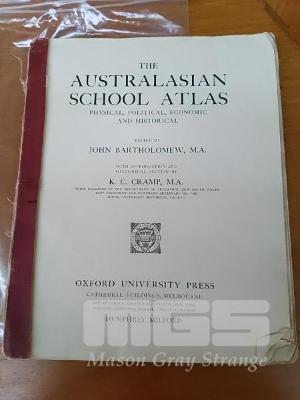 THE
AUSTRALASIAN
SCHOOL ATLAS
PHYSICAL, POLITICAL, ECONOMIC
AND HISTORICAL
EDITED BY
JOHN BARTHOLOMEW, M.A.
WITH INTRODUCTION AND
HISTORICAL SECTION BY
K. C. CRAMP, M.A.
OXFORD UNIVERSITY PRESS
CATHEDRAL BUILDINGS, MELBOURNE
HUMPHREY MILFORD
MGS
Mason Gray Strange